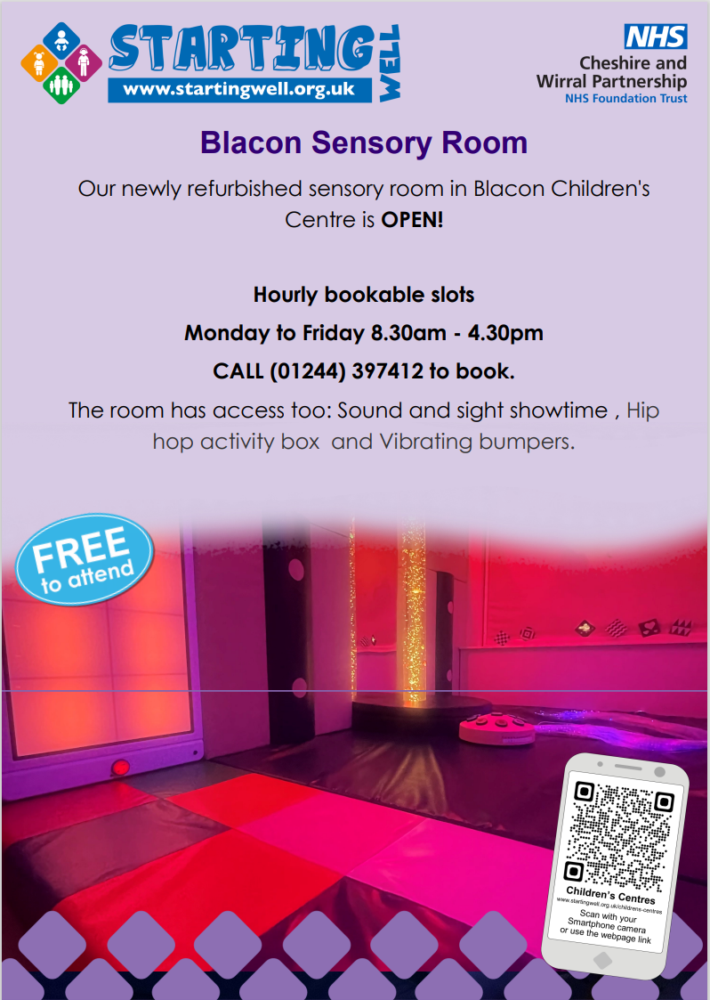 STARTING WELL
www.startingwell.org.uk
NHS
Cheshire and
Wirral Partnership
NHS Foundation Trust
Blacon Sensory Room
Our newly refurbished sensory room in Blacon Children's
Centre is OPEN!
Hourly bookable slots
Monday to Friday 8.30am - 4.30pm
CALL (01244) 397412 to book.
The room has access too: Sound and sight showtime , Hip
hop activity box  and Vibrating bumpers.
FREE
to attend
Children's Centres
www.startingwell.org.uk/childrens-centres
Scan with your
Smartphone camera
or use the webpage link